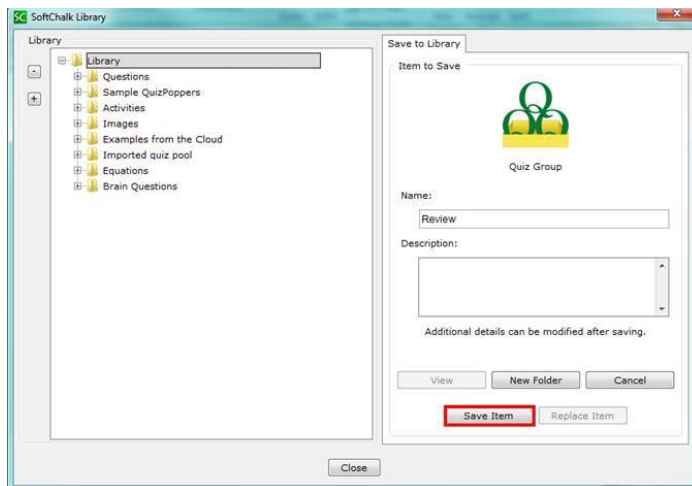 SC SoftChalk Library
Library
-
+
Library
Questions
Sample QuizPoppers
Activities
Images
Examples from the Cloud
Imported quiz pool
Equations
Brain Questions
Save to Library
Item to Save
Quiz Group
Name:
Review
Description:
Additional details can be modified after saving.
View New Folder Cancel
Save Item Replace Item
Close